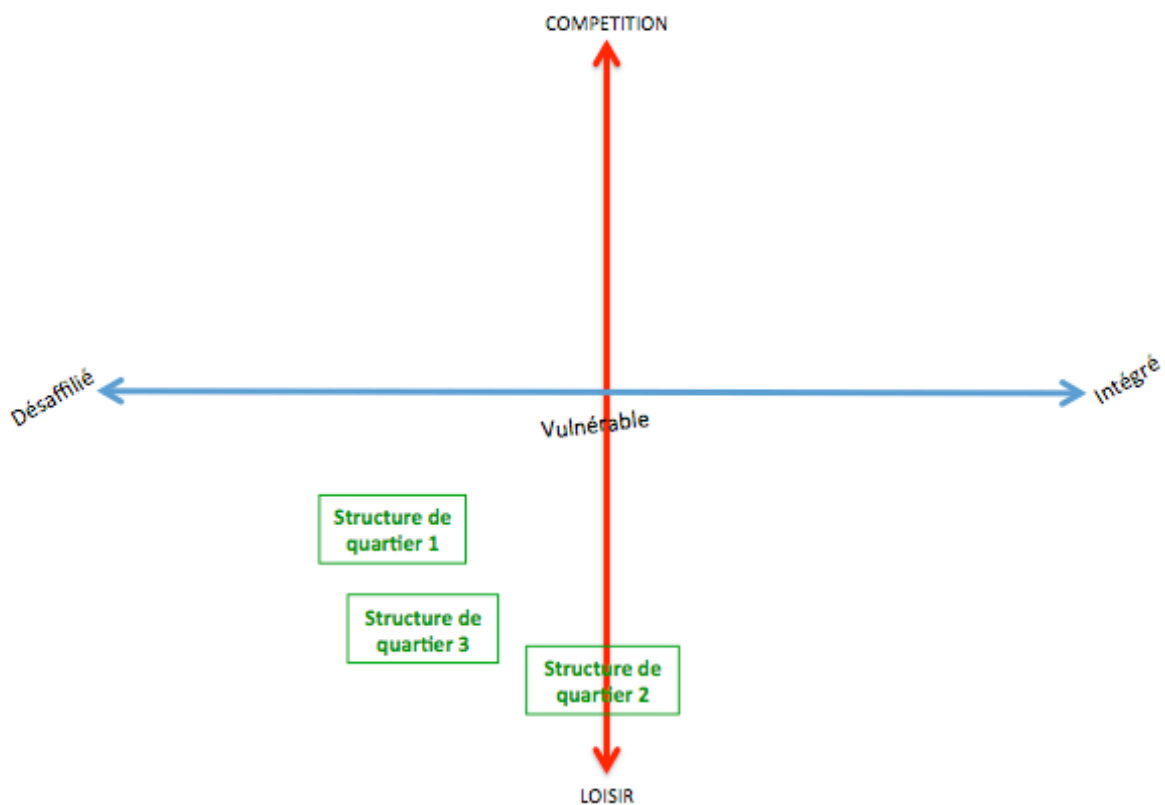 COMPETITION
Désaffilié
Intégré
Vulnérable
Structure de
quartier 1
Structure de
quartier 3
Structure de
quartier 2
LOISIR